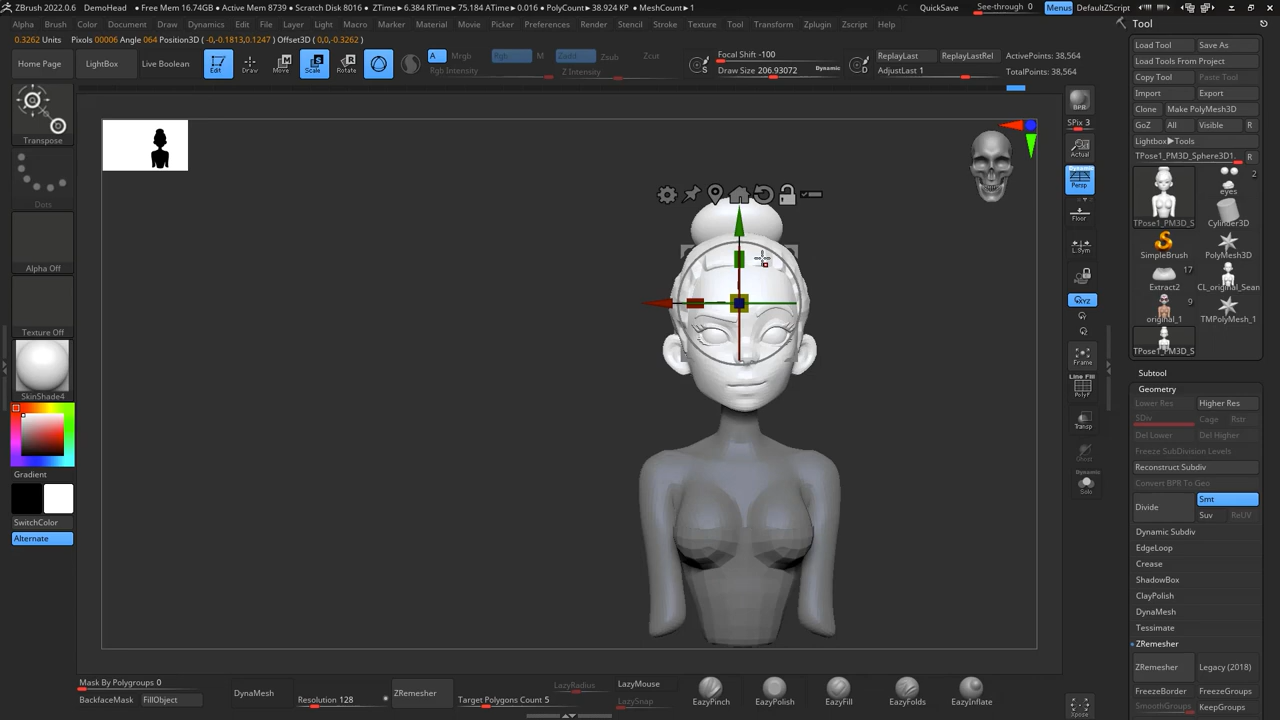 ZBrush 2022.0.6   DemoHead   • Free Mem 16.74GB • Active Mem 8739 • Scratch Disk 8016 • ZTime►6.384 RTime►75.184 ATime►0.016 • PolyCount►38.924 KP • MeshCount►1
AC QuickSave See-through 0 Menus DefaultZScript
Alpha Brush Color Document Draw Dynamics Edit File Layer Light Macro Marker Material Movie Picker Preferences Render Stencil Stroke Texture Tool Transform Zplugin Zscript Help
Tool
0.3262 Units Pixols 00006 Angle 064 Position3D ( -0,-0.1813,0.1247 ) Offset3D ( 0,0,-0.3262 )
Home Page LightBox Live Boolean Edit Draw Move Scale Rotate
A Mrgb Rgb M Zadd Zsub Zcut
Rgb Intensity Z Intensity
S Focal Shift -100
Draw Size 206.93072 Dynamic
D ReplayLast ReplayLastRel
AdjustLast 1
ActivePoints: 38,564
TotalPoints: 38,564
Transpose
Dots
Alpha Off
Texture Off
SkinShade4
Gradient
SwitchColor
Alternate
BPR
SPix 3
Actual
Dynamic
Persp
Floor
L.Sym
XYZ
Frame
Line Fill
PolyF
Transp
Ghost
Dynamic
Solo
Xpose
Load Tool Save As
Load Tools From Project
Copy Tool Paste Tool
Import Export
Clone Make PolyMesh3D
GoZ All Visible R
Lightbox►Tools
TPose1_PM3D_Sphere3D1. R
TPose1_PM3D_S eyes 2
Cylinder3D
SimpleBrush PolyMesh3D
17
Extract2 CL_original_Sean
9
original_1 TMPolyMesh_1
TPose1_PM3D_S
Subtool
Geometry
Lower Res Higher Res
SDiv Cage Rstr
Del Lower Del Higher
Freeze SubDivision Levels
Reconstruct Subdiv
Convert BPR To Geo
Divide Smt
Suv ReUV
Dynamic Subdiv
EdgeLoop
Crease
ShadowBox
ClayPolish
DynaMesh
Tessimate
ZRemesher
ZRemesher Legacy (2018)
FreezeBorder FreezeGroups
SmoothGroups KeepGroups
Mask By Polygroups 0
BackfaceMask FillObject
DynaMesh
Resolution 128
ZRemesher
Target Polygons Count 5
LazyRadius
LazyMouse
LazySnap
EazyPinch EazyPolish EazyFill EazyFolds EazyInflate